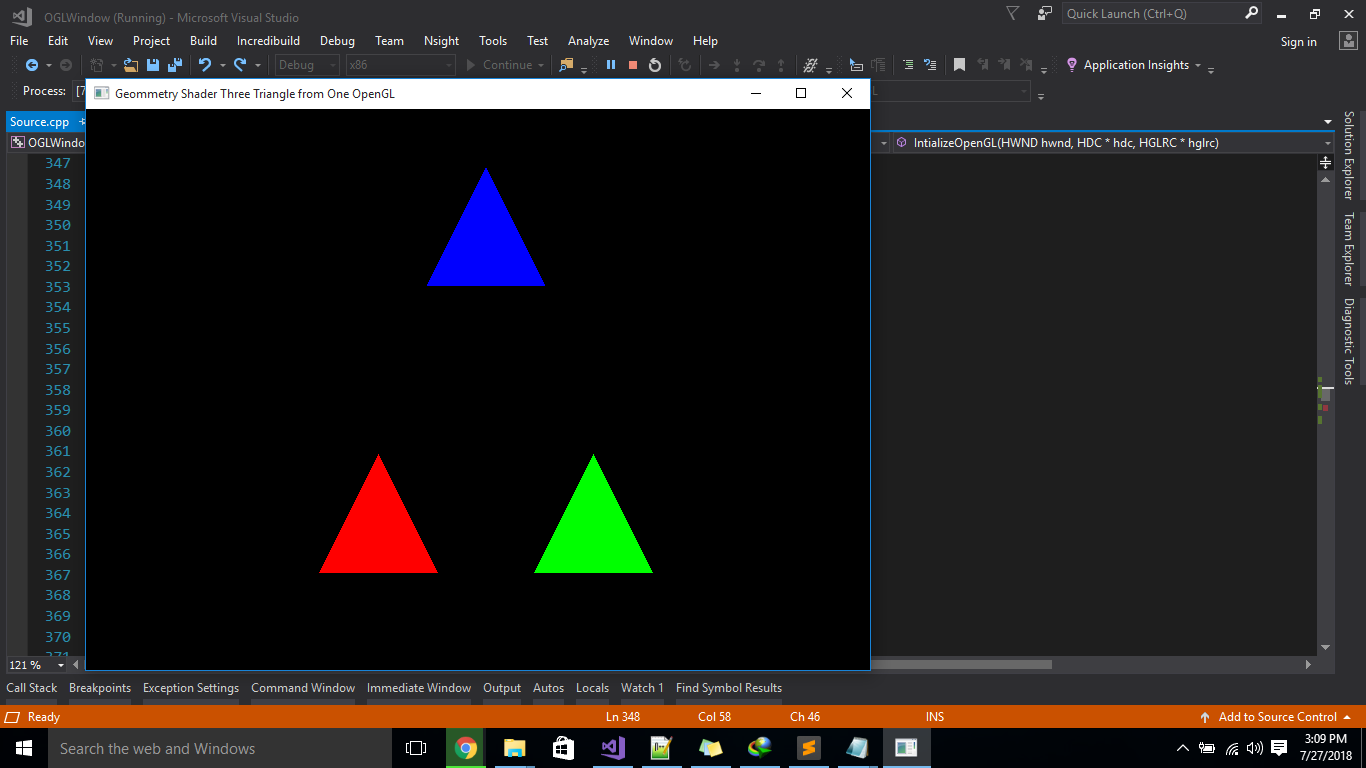 OGLWindow (Running) - Microsoft Visual Studio
Quick Launch (Ctrl+Q)
File Edit View Project Build Incredibuild Debug Team Nsight Tools Test Analyze Window Help
Sign in
Debug x86 Continue Application Insights
Process: [7
Geommetry Shader Three Triangle from One OpenGL
Source.cpp
OGLWindo
IntializeOpenGL(HWND hwnd, HDC * hdc, HGLRC * hglrc)
347
348
349
350
351
352
353
354
355
356
357
358
359
360
361
362
363
364
365
366
367
368
369
370
371
Solution Explorer
Team Explorer
Diagnostic Tools
121 %
Call Stack Breakpoints Exception Settings Command Window Immediate Window Output Autos Locals Watch 1 Find Symbol Results
Ready Ln 348 Col 58 Ch 46 INS Add to Source Control
Search the web and Windows
3:09 PM
7/27/2018